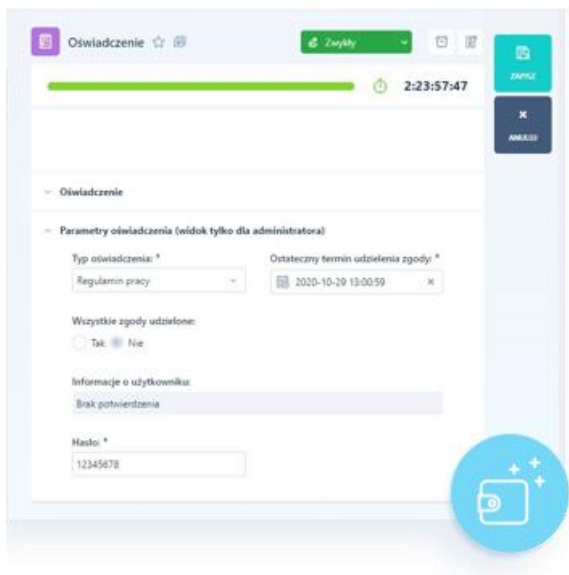 Oświadczenie
Zwykły
ZAPISZ
2:23:57:47
ANULUJ
Oświadczenie
Parametry oświadczenia (widok tylko dla administratora)
Typ oświadczenia: * Ostateczny termin udzielenia zgody: *
Regulamin pracy 2020-10-29 13:00:59
Wszystkie zgody udzielone:
Tak Nie
Informacje o użytkowniku:
Brak potwierdzenia
Hasło: *
12345678